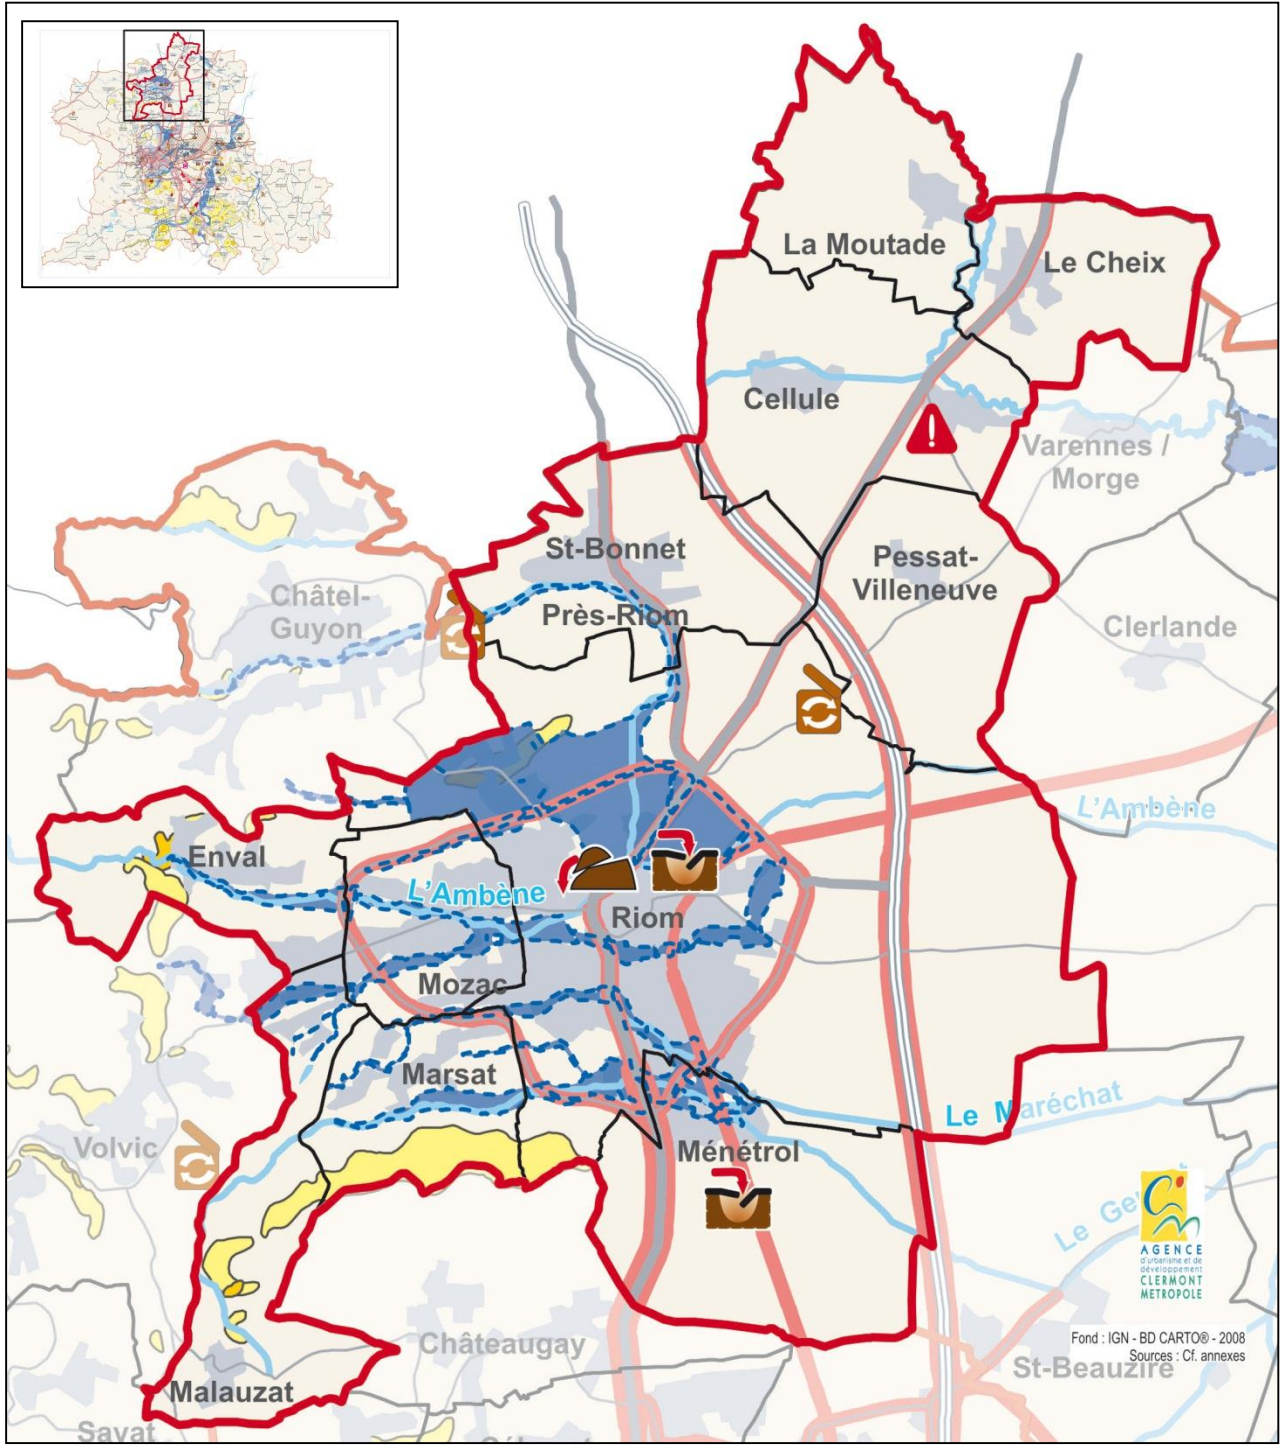 La Moutade
Le Cheix
Cellule
Varennes /
Morge
St-Bonnet
Près-Riom
Pessat-
Villeneuve
Châtel-
Guyon
Clerlande
L'Ambène
Enval
L'Ambène
Riom
Mozac
Marsat
Le Maréchat
Volvic
Ménétrol
Le
AGENCE
d'urbanisme et de
développement
CLERMONT
METROPOLE
Fond : IGN - BD CARTO® - 2008
Sources : Cf. annexes
Châteaugay
St-Beauzire
Malauzat
Sayat